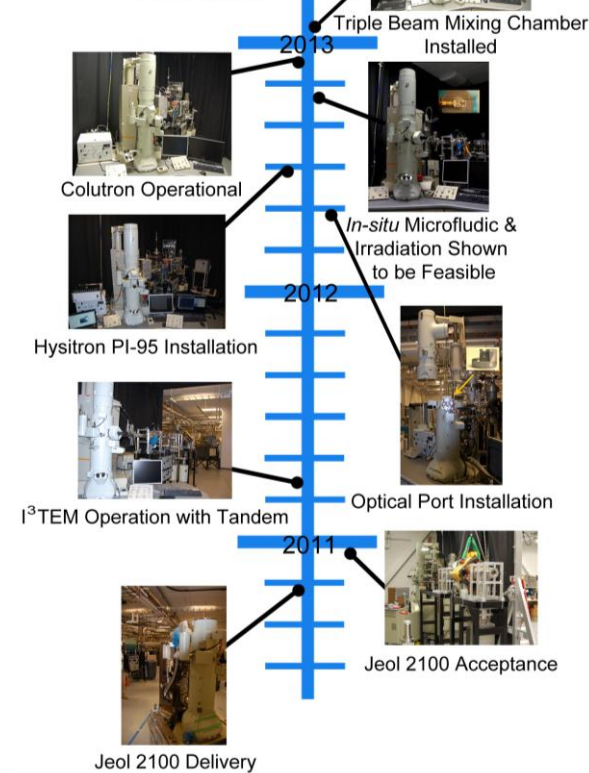 Triple Beam Mixing Chamber
Installed
2013
Colutron Operational
In-situ Microfludic &
Irradiation Shown
to be Feasible
2012
Hysitron PI-95 Installation
Optical Port Installation
I³TEM Operation with Tandem
2011
Jeol 2100 Acceptance
Jeol 2100 Delivery